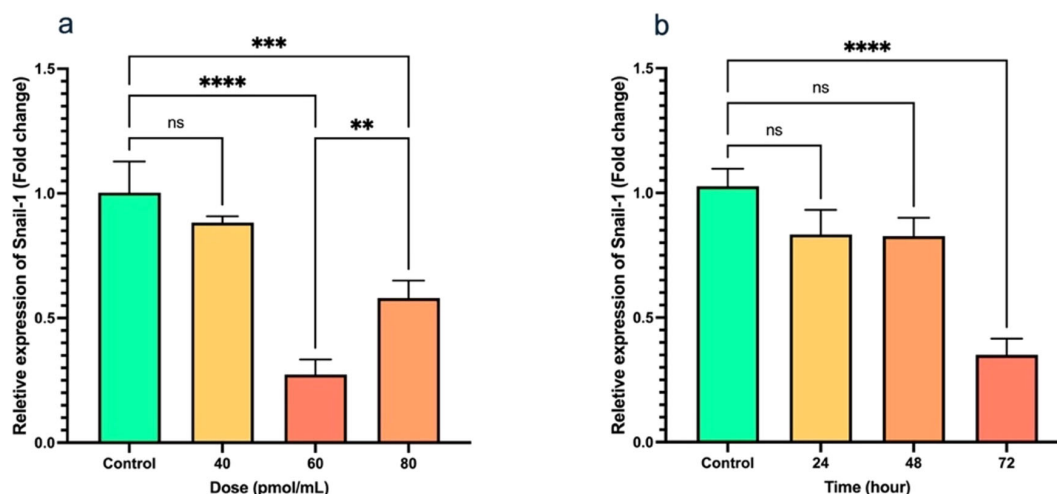 a
Reletive expression of Snail-1 (Fold change)
1.5
1.0
0.5
0.0
***
****
**
ns
Control
40
60
80
Dose (pmol/mL)
b
Reletive expression of Snail-1 (Fold change)
1.5
1.0
0.5
0.0
****
ns
ns
Control
24
48
72
Time (hour)